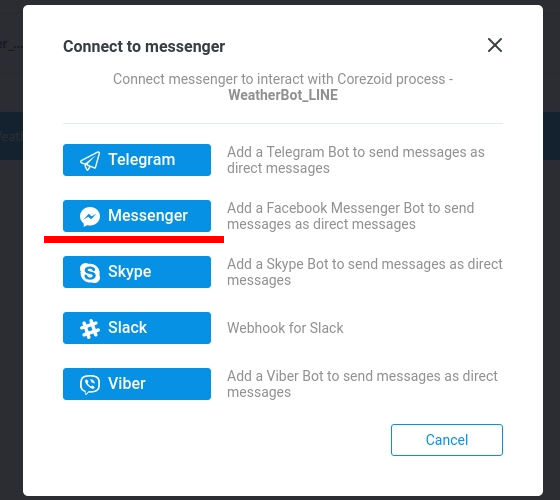 Connect to messenger
Connect messenger to interact with Corezoid process -
WeatherBot_LINE
Telegram
Add a Telegram Bot to send messages as
direct messages
Messenger
Add a Facebook Messenger Bot to send
messages as direct messages
Skype
Add a Skype Bot to send messages as direct
messages
Slack
Webhook for Slack
Viber
Add a Viber Bot to send messages as direct
messages
Cancel